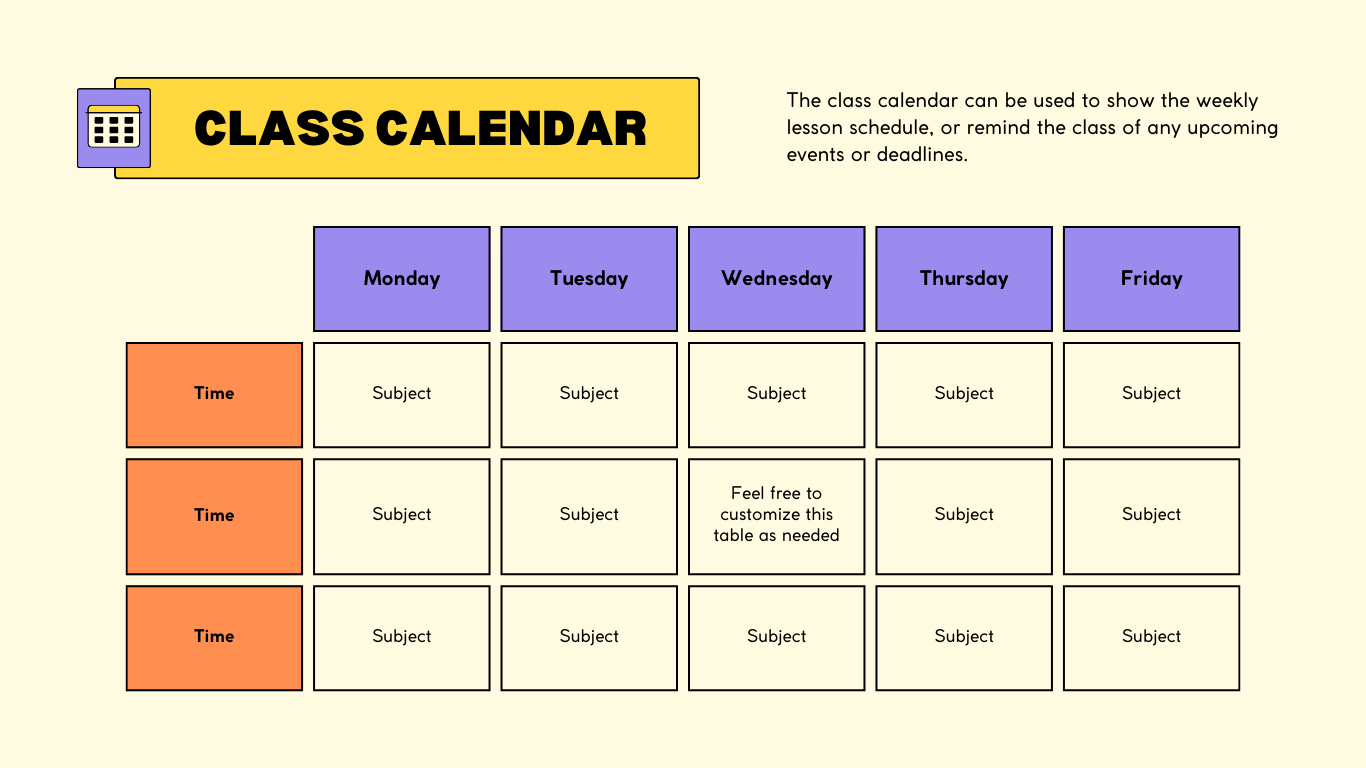 CLASS CALENDAR
The class calendar can be used to show the weekly
lesson schedule, or remind the class of any upcoming
events or deadlines.
Monday Tuesday Wednesday Thursday Friday
Time Subject Subject Subject Subject Subject
Time Subject Subject Feel free to
customize this
table as needed Subject Subject
Time Subject Subject Subject Subject Subject